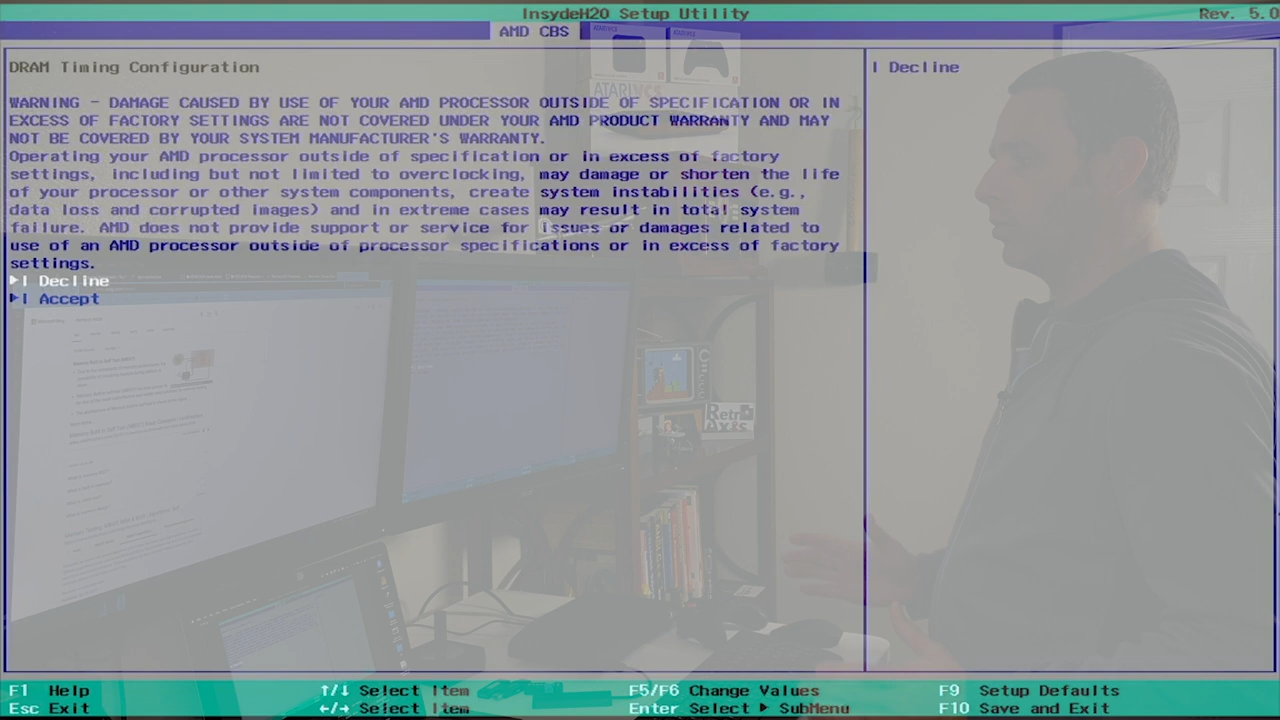 InsydeH20 Setup Utility
Rev. 5.0
AMD CBS
DRAM Timing Configuration
I Decline
WARNING - DAMAGE CAUSED BY USE OF YOUR AMD PROCESSOR OUTSIDE OF SPECIFICATION OR IN
EXCESS OF FACTORY SETTINGS ARE NOT COVERED UNDER YOUR AMD PRODUCT WARRANTY AND MAY
NOT BE COVERED BY YOUR SYSTEM MANUFACTURER'S WARRANTY.
Operating your AMD processor outside of specification or in excess of factory
settings, including but not limited to overclocking, may damage or shorten the life
of your processor or other system components, create system instabilities (e.g.,
data loss and corrupted images) and in extreme cases may result in total system
failure. AMD does not provide support or service for issues or damages related to
use of an AMD processor outside of processor specifications or in excess of factory
settings.
I Decline
I Accept
ATARI VCS
Retro
Axis
F1 Help
↑/↓ Select Item
F5/F6 Change Values
F9 Setup Defaults
Esc Exit
←/→ Select Item
Enter Select ▶ SubMenu
F10 Save and Exit